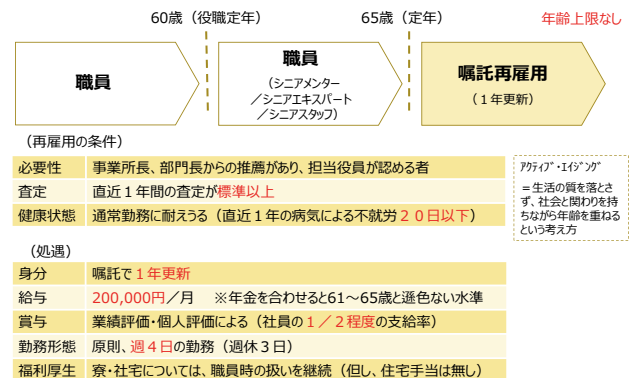 60歳（役職定年）　65歳（定年）　年齢上限なし
職員
職員
（シニアメンター
／シニアエキスパート
／シニアスタッフ）
嘱託再雇用
（１年更新）
（再雇用の条件）
必要性　事業所長、部門長からの推薦があり、担当役員が認める者
査定　直近１年間の査定が標準以上
健康状態　通常勤務に耐えうる（直近１年の病気による不就労２０日以下）
ｱｸﾃｨﾌﾞ・ｴｲｼﾞﾝｸﾞ
＝生活の質を落とさ
ず、社会と関わりを持
ちながら年齢を重ねる
という考え方
（処遇）
身分　嘱託で１年更新
給与　200,000円／月　※年金を合わせると61～65歳と遜色ない水準
賞与　業績評価・個人評価による（社員の１／２程度の支給率）
勤務形態　原則、週４日の勤務（週休３日）
福利厚生　寮・社宅については、職員時の扱いを継続（但し、住宅手当は無し）